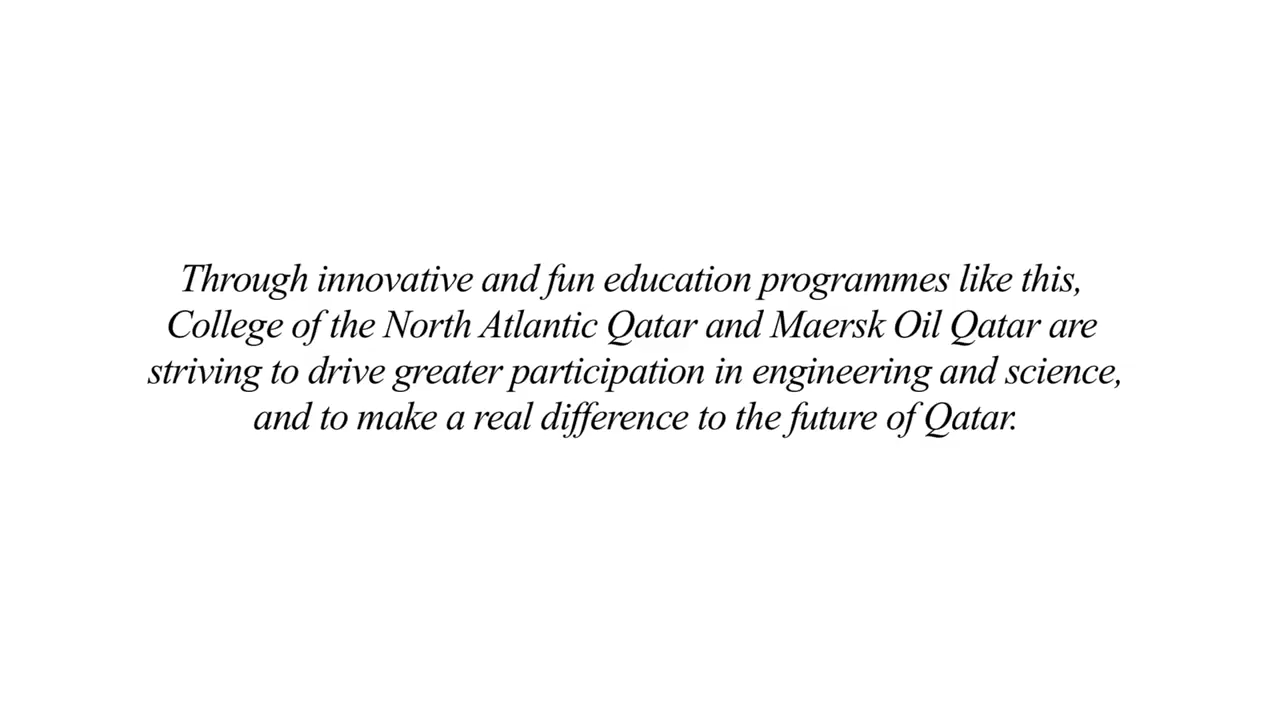 Through innovative and fun education programmes like this,
College of the North Atlantic Qatar and Maersk Oil Qatar are
striving to drive greater participation in engineering and science,
and to make a real difference to the future of Qatar.